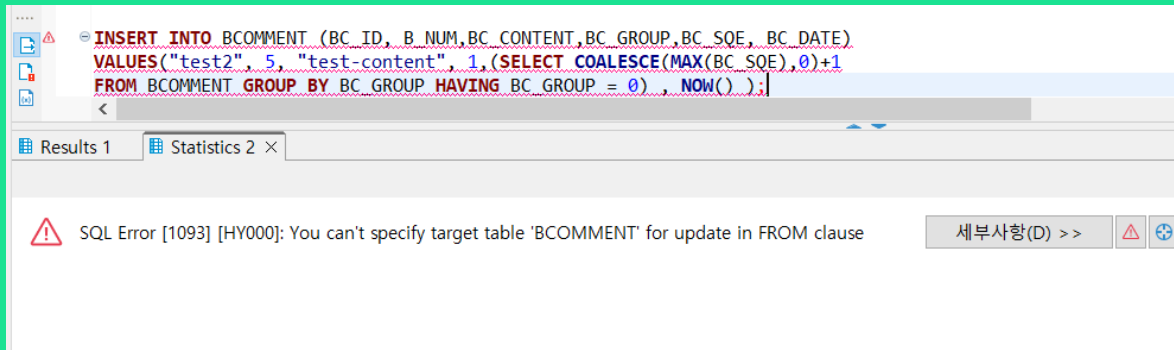 INSERT INTO BCOMMENT (BC_ID, B_NUM,BC_CONTENT,BC_GROUP,BC_SQE, BC_DATE)
VALUES("test2", 5, "test-content", 1,(SELECT COALESCE(MAX(BC_SQE),0)+1
FROM BCOMMENT GROUP BY BC_GROUP HAVING BC_GROUP = 0) , NOW() );
Results 1 Statistics 2
SQL Error [1093] [HY000]: You can't specify target table 'BCOMMENT' for update in FROM clause 세부사항(D) >>